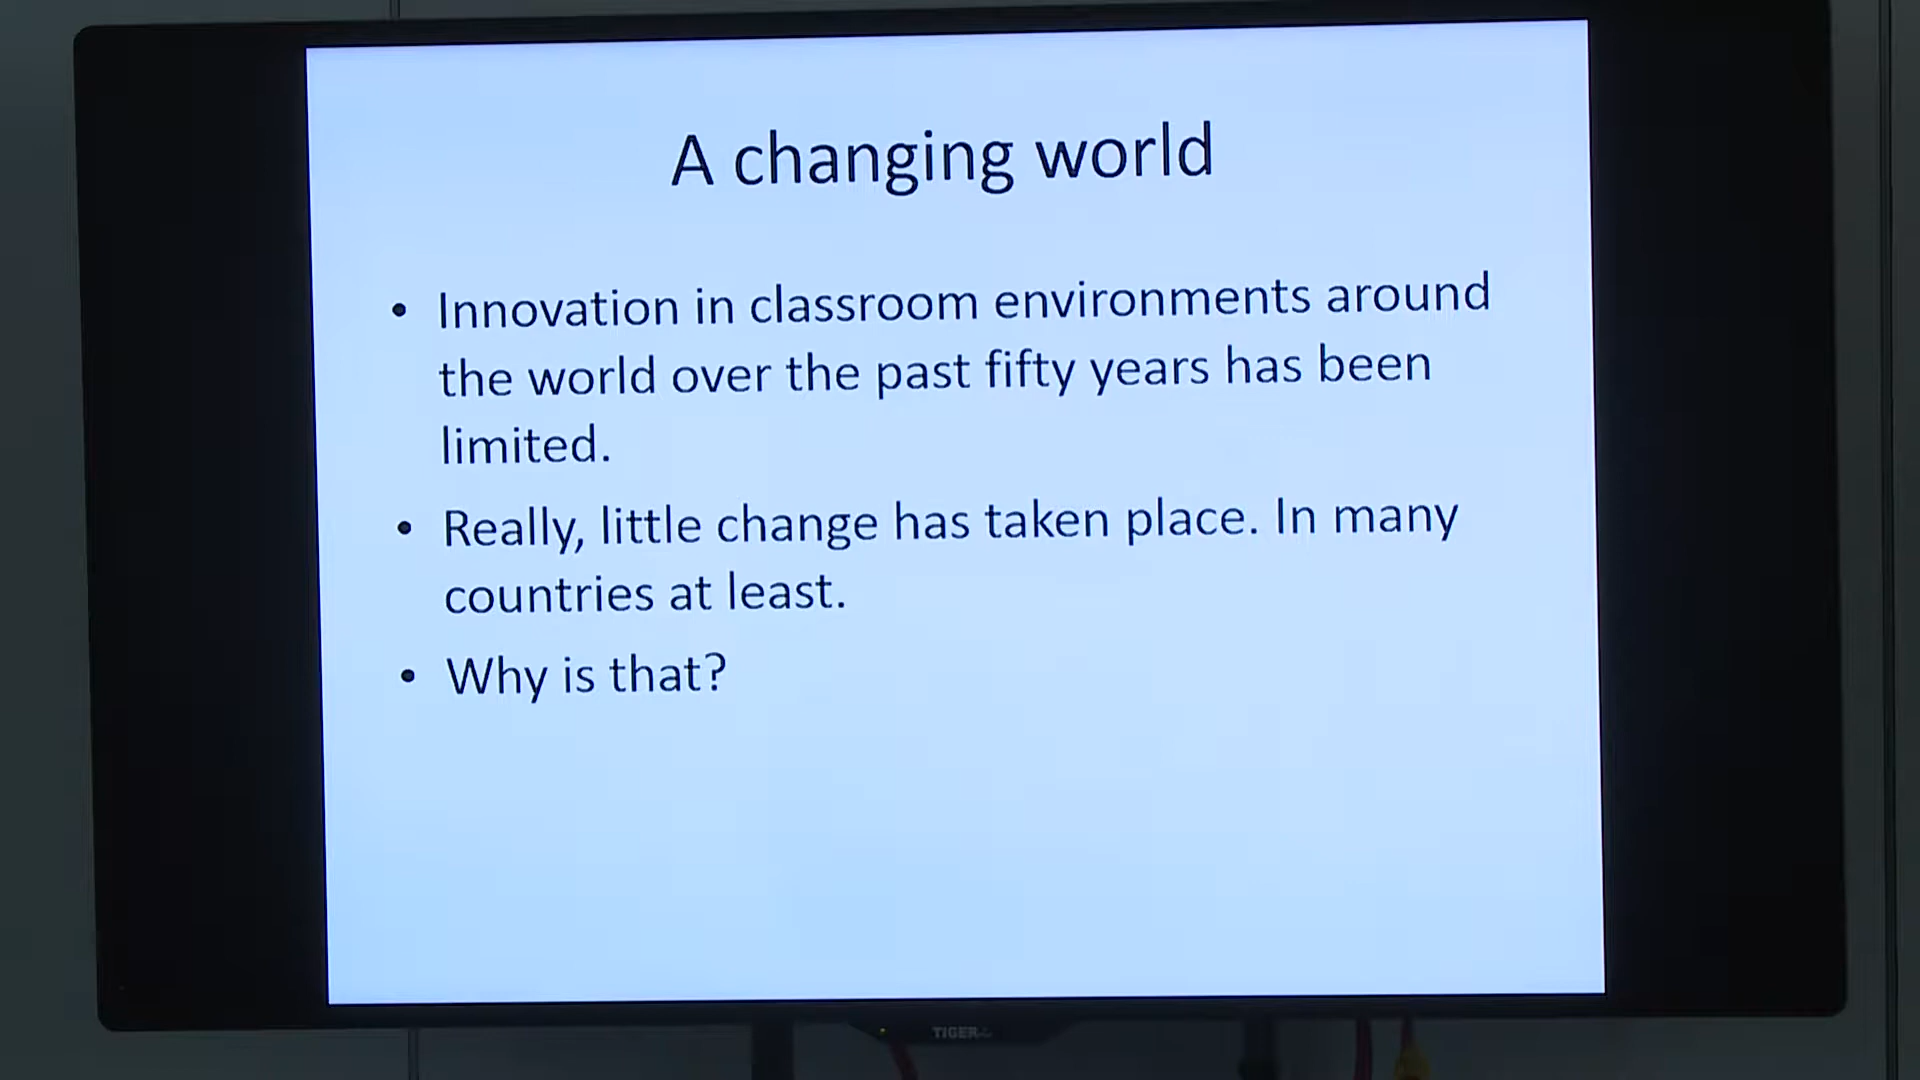 A changing world
• Innovation in classroom environments around
the world over the past fifty years has been
limited.
• Really, little change has taken place. In many
countries at least.
• Why is that?
TIGER